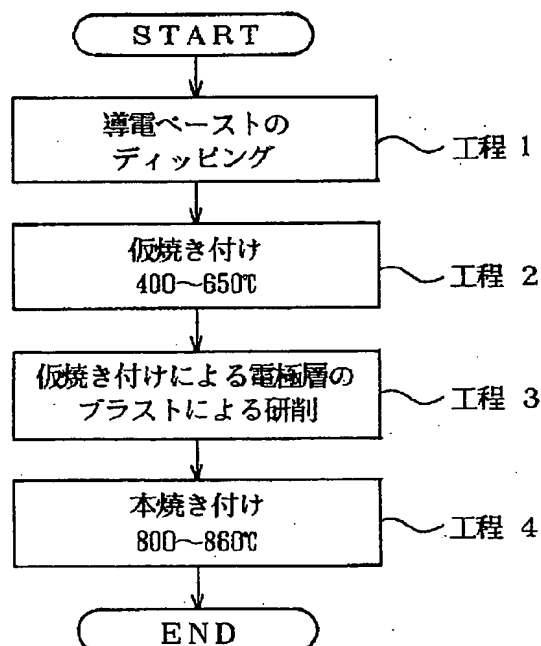 START
導電ペーストの
ディッピング
工程 1
仮焼き付け
400~650℃
工程 2
仮焼き付けによる電極層の
ブラストによる研削
工程 3
本焼き付け
800~860℃
工程 4
END